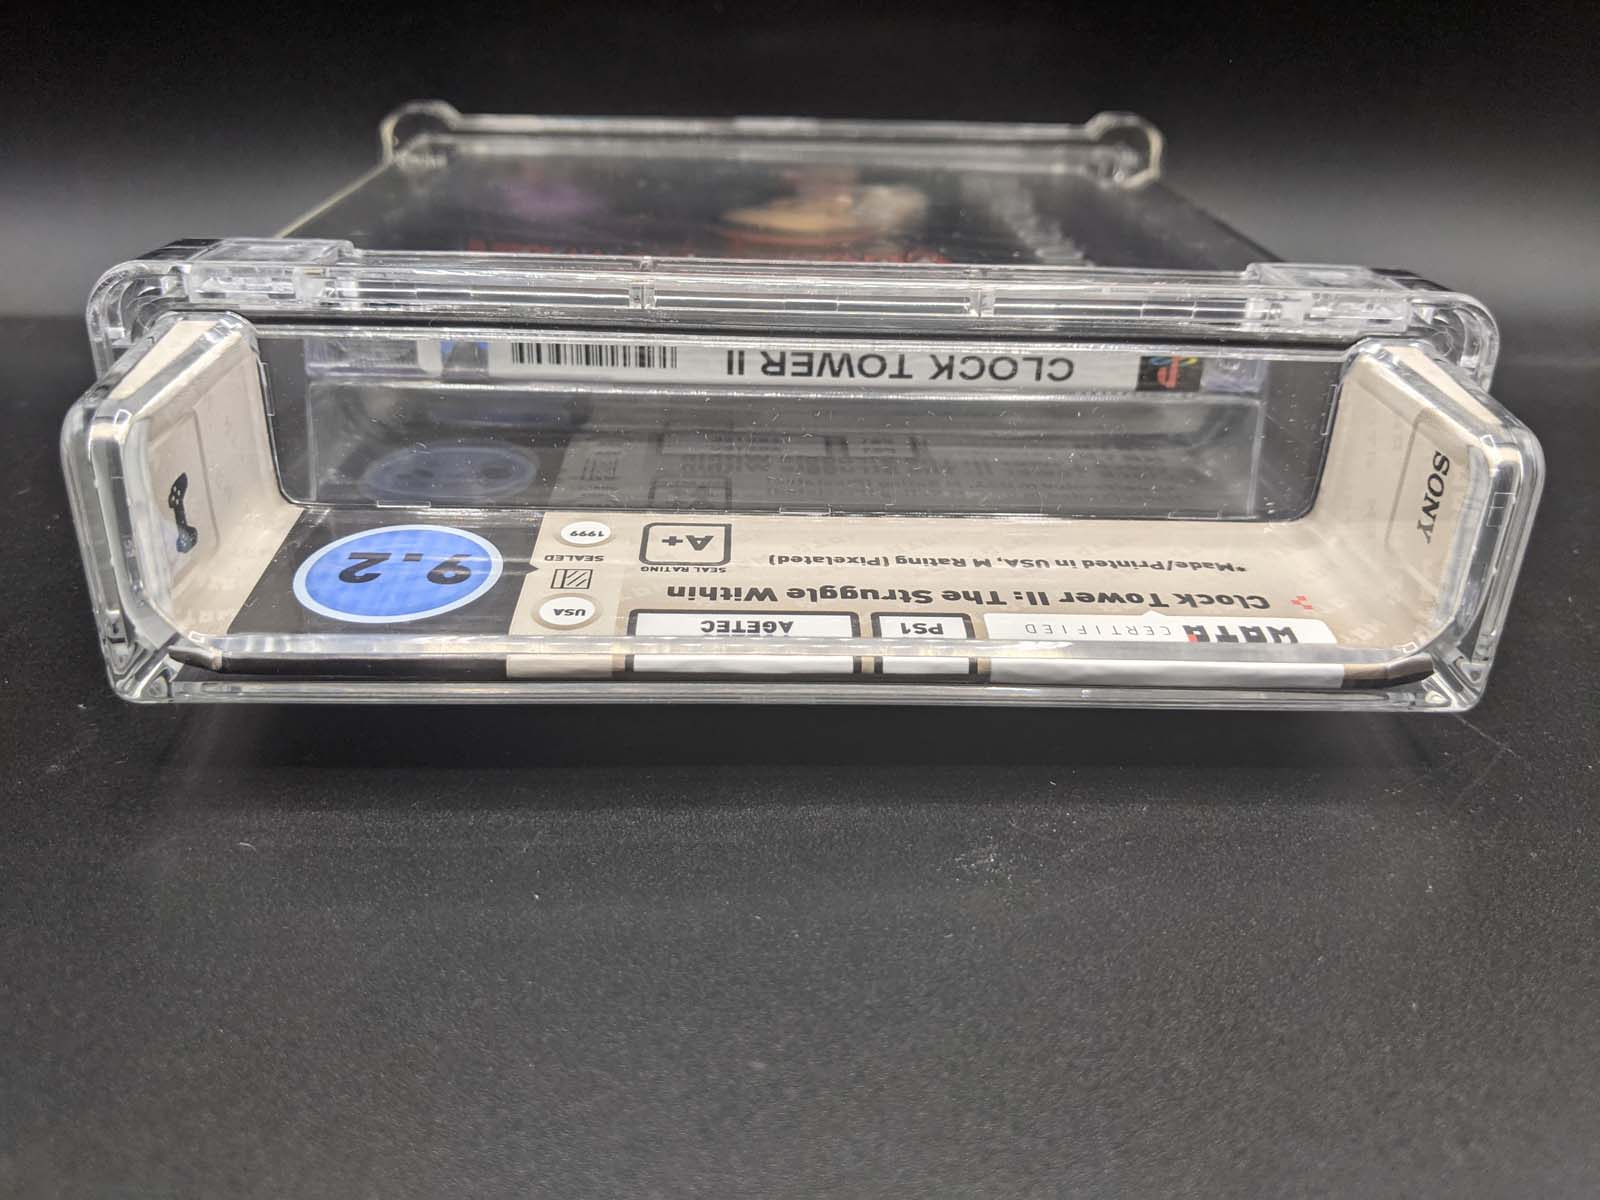 WATA CERTIFIED
PS1
AGETEC
USA
Clock Tower II: The Struggle Within
*Made/Printed in USA, M Rating (Pixelated)
SEAL RATING
A+
SEALED
1999
9.2
SONY
CLOCK TOWER II